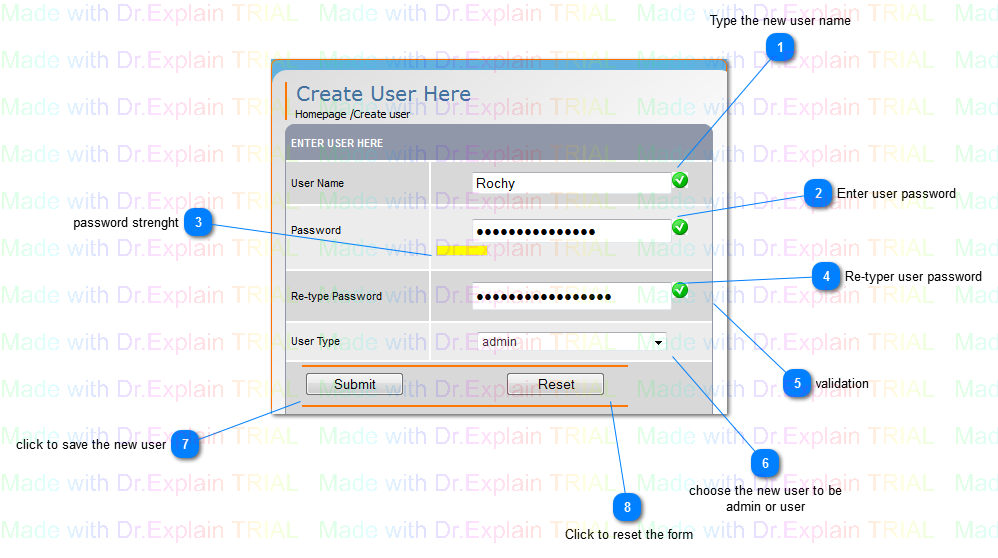 Made with Dr.Explain TRIAL
Type the new user name
1
Create User Here
Homepage /Create user
ENTER USER HERE
User Name
Rochy
2
Enter user password
password strenght
3
Password
●●●●●●●●●●●●●●●
4
Re-typer user password
Re-type Password
●●●●●●●●●●●●●●●●●
User Type
admin
5
validation
Submit
Reset
click to save the new user
7
6
choose the new user to be
admin or user
8
Click to reset the form